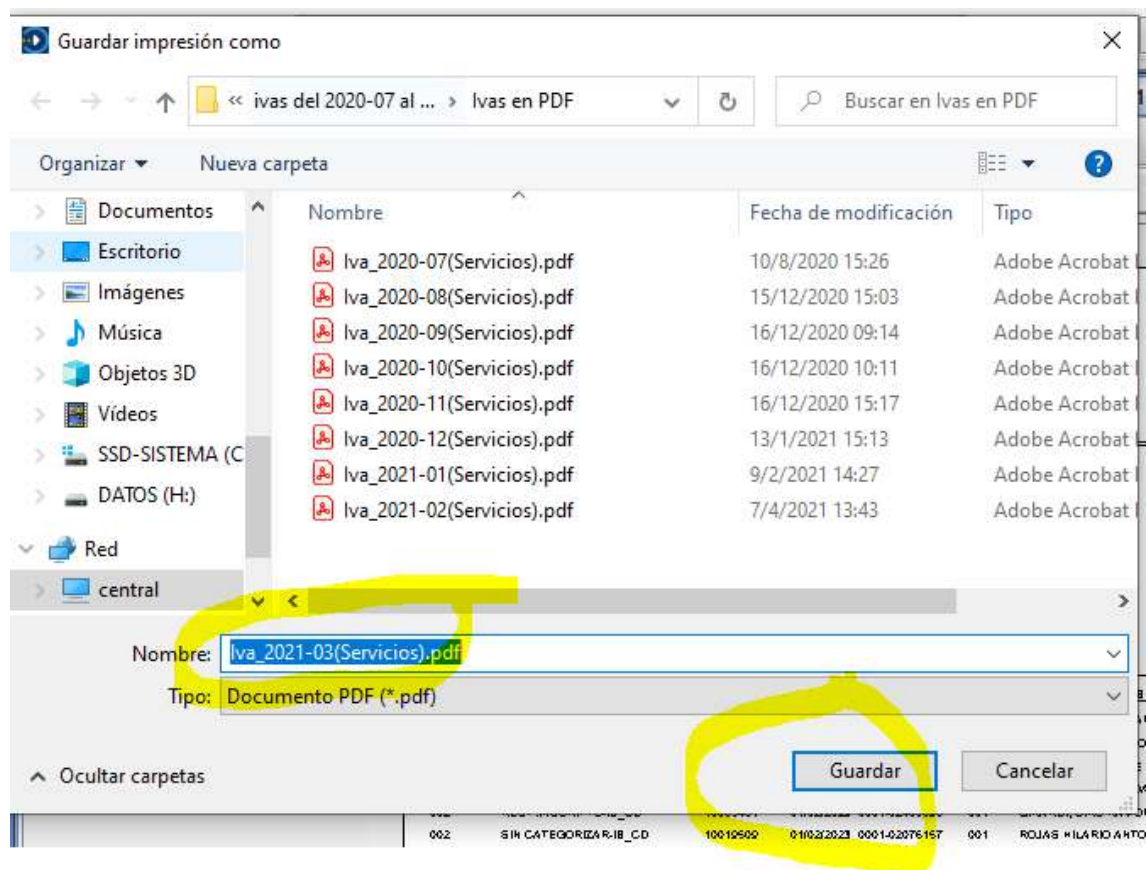 Guardar impresión como
« ivas del 2020-07 al ... › Ivas en PDF
Buscar en Ivas en PDF
Organizar
Nueva carpeta
Documentos
Escritorio
Imágenes
Música
Objetos 3D
Vídeos
SSD-SISTEMA (C
DATOS (H:)
Red
central
Nombre Fecha de modificación Tipo
Iva_2020-07(Servicios).pdf 10/8/2020 15:26 Adobe Acrobat
Iva_2020-08(Servicios).pdf 15/12/2020 15:03 Adobe Acrobat
Iva_2020-09(Servicios).pdf 16/12/2020 09:14 Adobe Acrobat
Iva_2020-10(Servicios).pdf 16/12/2020 10:11 Adobe Acrobat
Iva_2020-11(Servicios).pdf 16/12/2020 15:17 Adobe Acrobat
Iva_2020-12(Servicios).pdf 13/1/2021 15:13 Adobe Acrobat
Iva_2021-01(Servicios).pdf 9/2/2021 14:27 Adobe Acrobat
Iva_2021-02(Servicios).pdf 7/4/2021 13:43 Adobe Acrobat
Nombre: Iva_2021-03(Servicios).pdf
Tipo: Documento PDF (*.pdf)
Ocultar carpetas
Guardar
Cancelar
002 SIN CATEGORIZAR-IB_CD 10019509 0001-02076157 001 ROJAS HILARIO ANTO